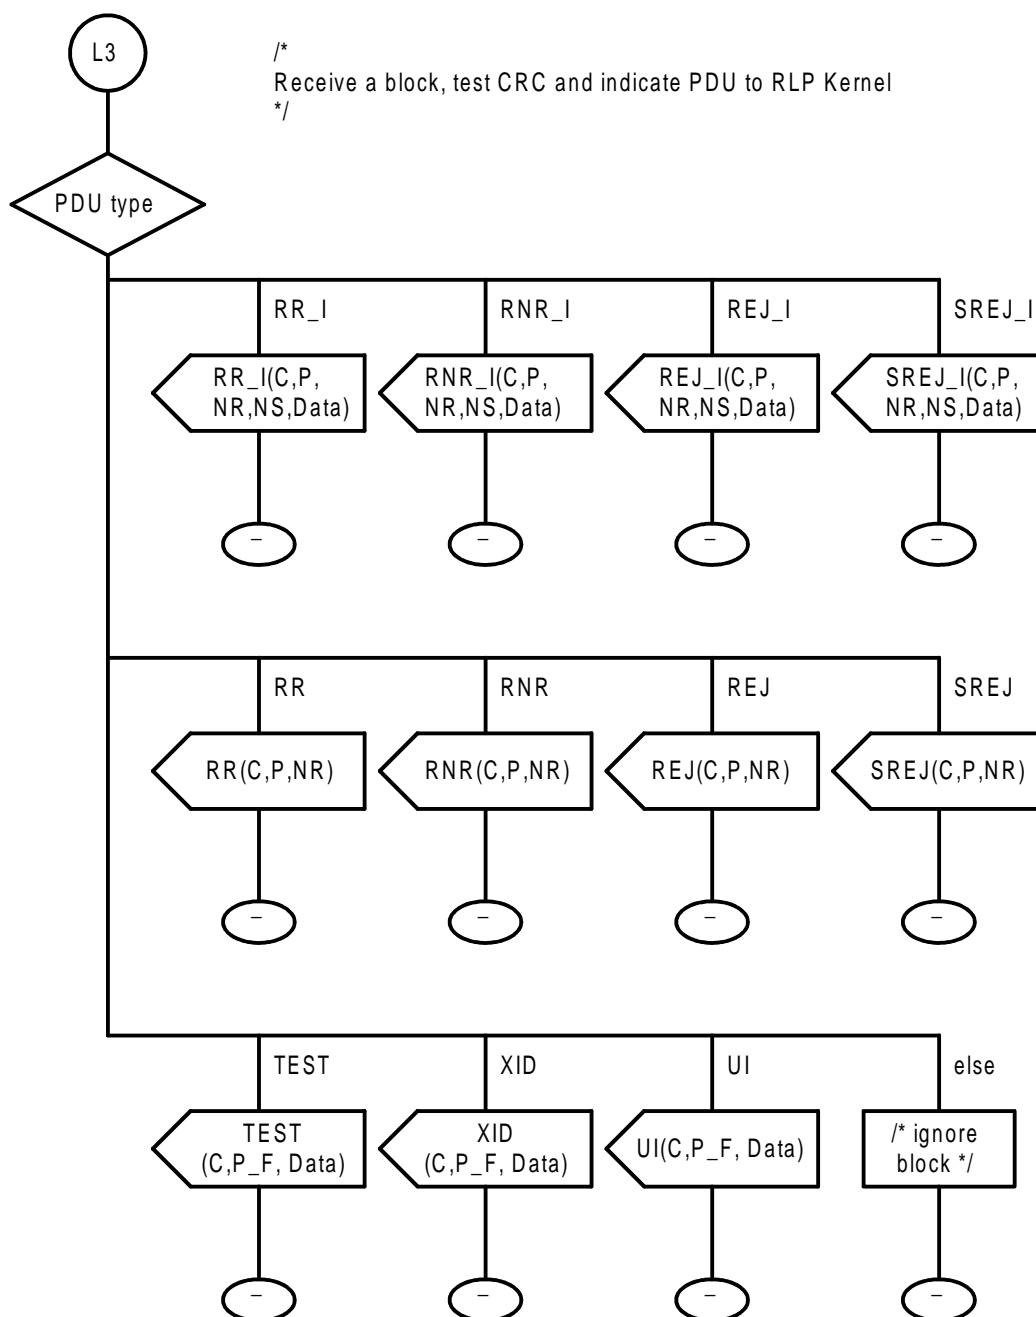 L3
/*
Receive a block, test CRC and indicate PDU to RLP Kernel
*/
PDU type
RR_I
RNR_I
REJ_I
SREJ_I
RR_I(C,P,
NR,NS,Data)
RNR_I(C,P,
NR,NS,Data)
REJ_I(C,P,
NR,NS,Data)
SREJ_I(C,P,
NR,NS,Data)
–
–
–
–
RR
RNR
REJ
SREJ
RR(C,P,NR)
RNR(C,P,NR)
REJ(C,P,NR)
SREJ(C,P,NR)
–
–
–
–
TEST
XID
UI
else
TEST
(C,P_F, Data)
XID
(C,P_F, Data)
UI(C,P_F, Data)
/* ignore
block */
–
–
–
–